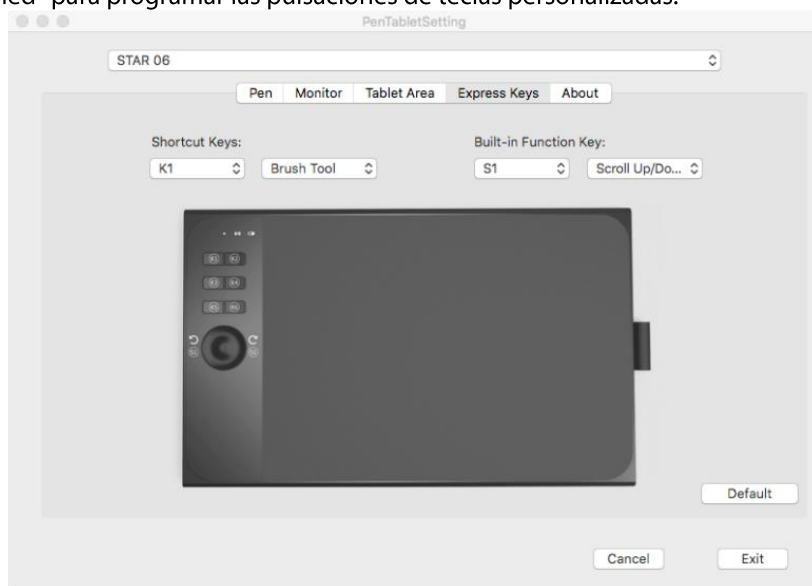 para programar las pulsaciones de teclas personalizadas.
PenTabletSetting
STAR 06
Pen Monitor Tablet Area Express Keys About
Shortcut Keys: Built-in Function Key:
K1 Brush Tool S1 Scroll Up/Do...
Default
Cancel Exit